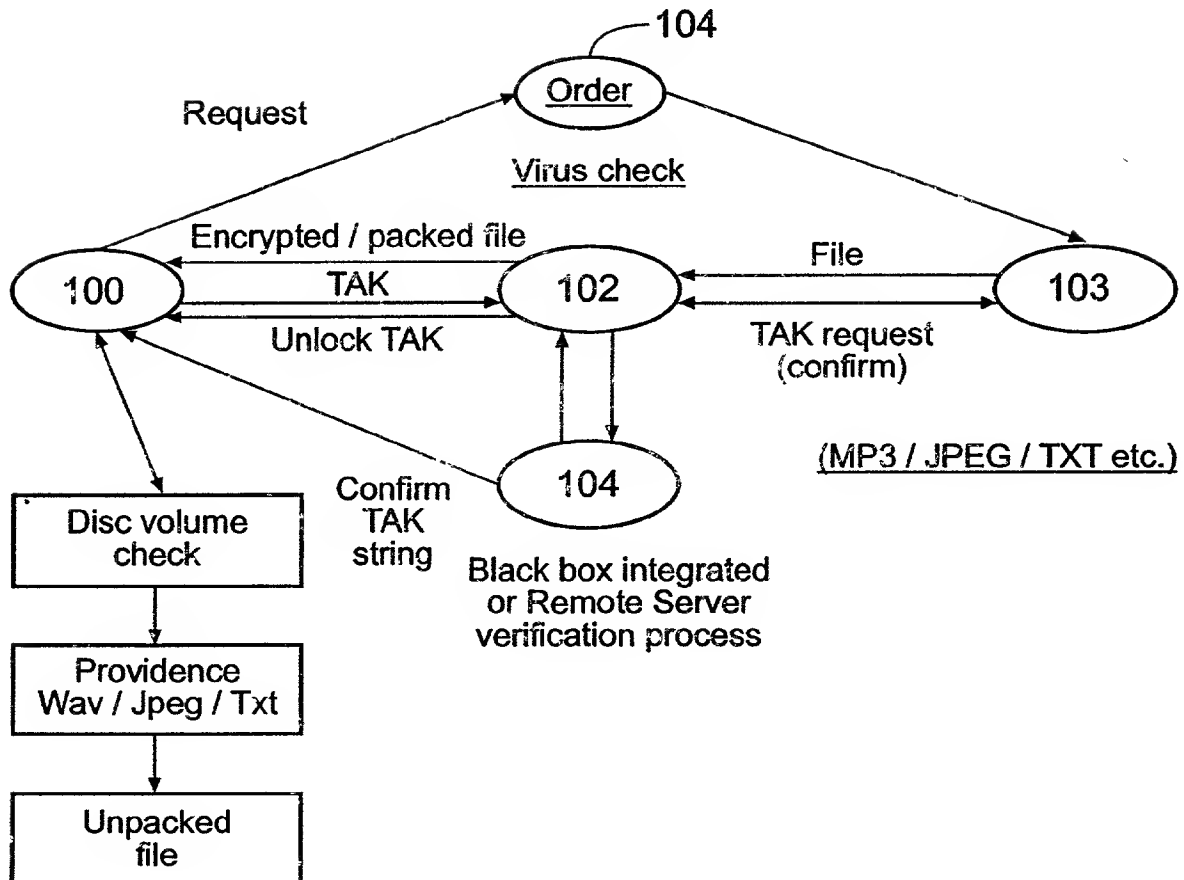 104
Order
Request
Virus check
Encrypted / packed file
File
100
TAK
102
103
Unlock TAK
TAK request
(confirm)
104
(MP3 / JPEG / TXT etc.)
Confirm
TAK
string
Disc volume
check
Black box integrated
or Remote Server
verification process
Providence
Wav / Jpeg / Txt
Unpacked
file